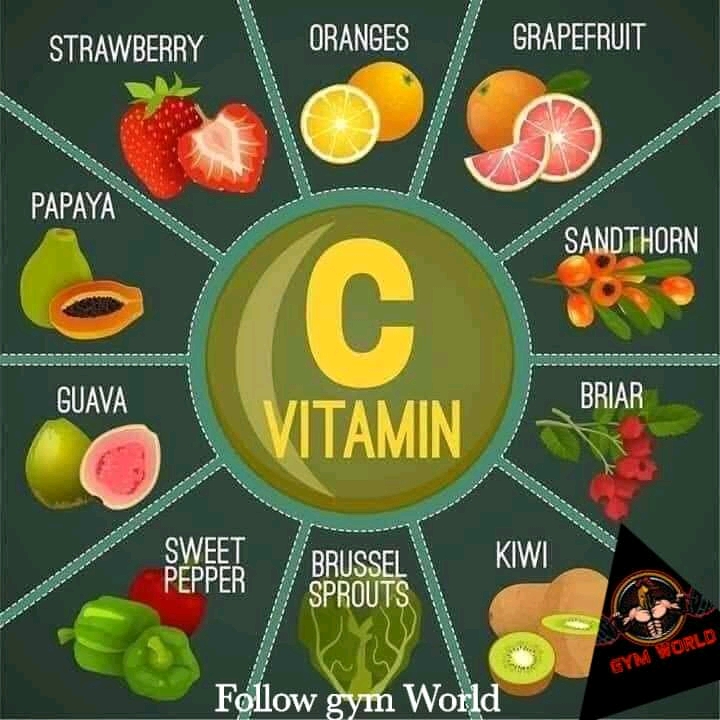 STRAWBERRY
ORANGES
GRAPEFRUIT
PAPAYA
SANDTHORN
C
VITAMIN
GUAVA
BRIAR
SWEET
PEPPER
BRUSSEL
SPROUTS
KIWI
GYM WORLD
Follow gym World